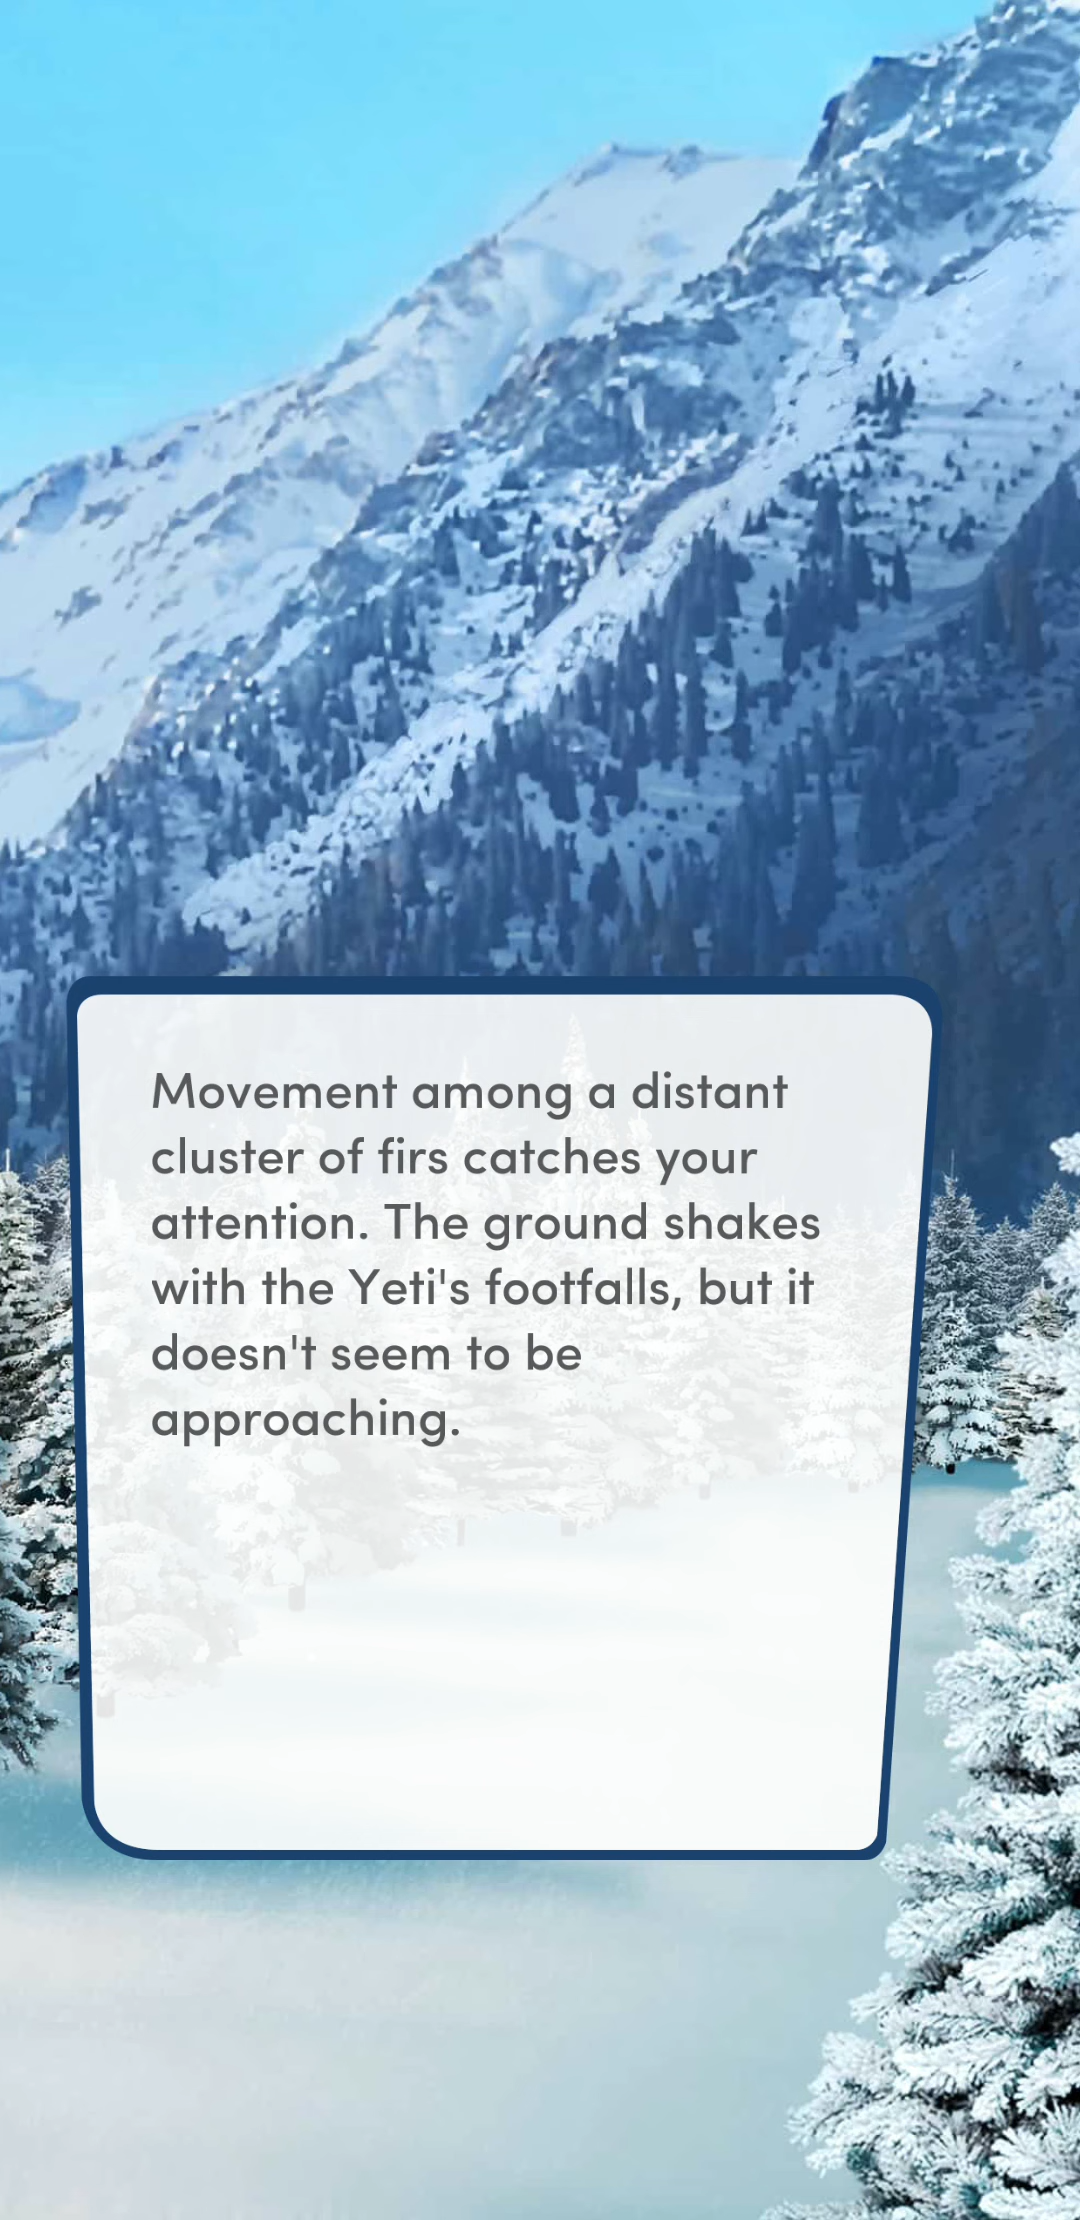 Movement among a distant
cluster of firs catches your
attention. The ground shakes
with the Yeti's footfalls, but it
doesn't seem to be
approaching.